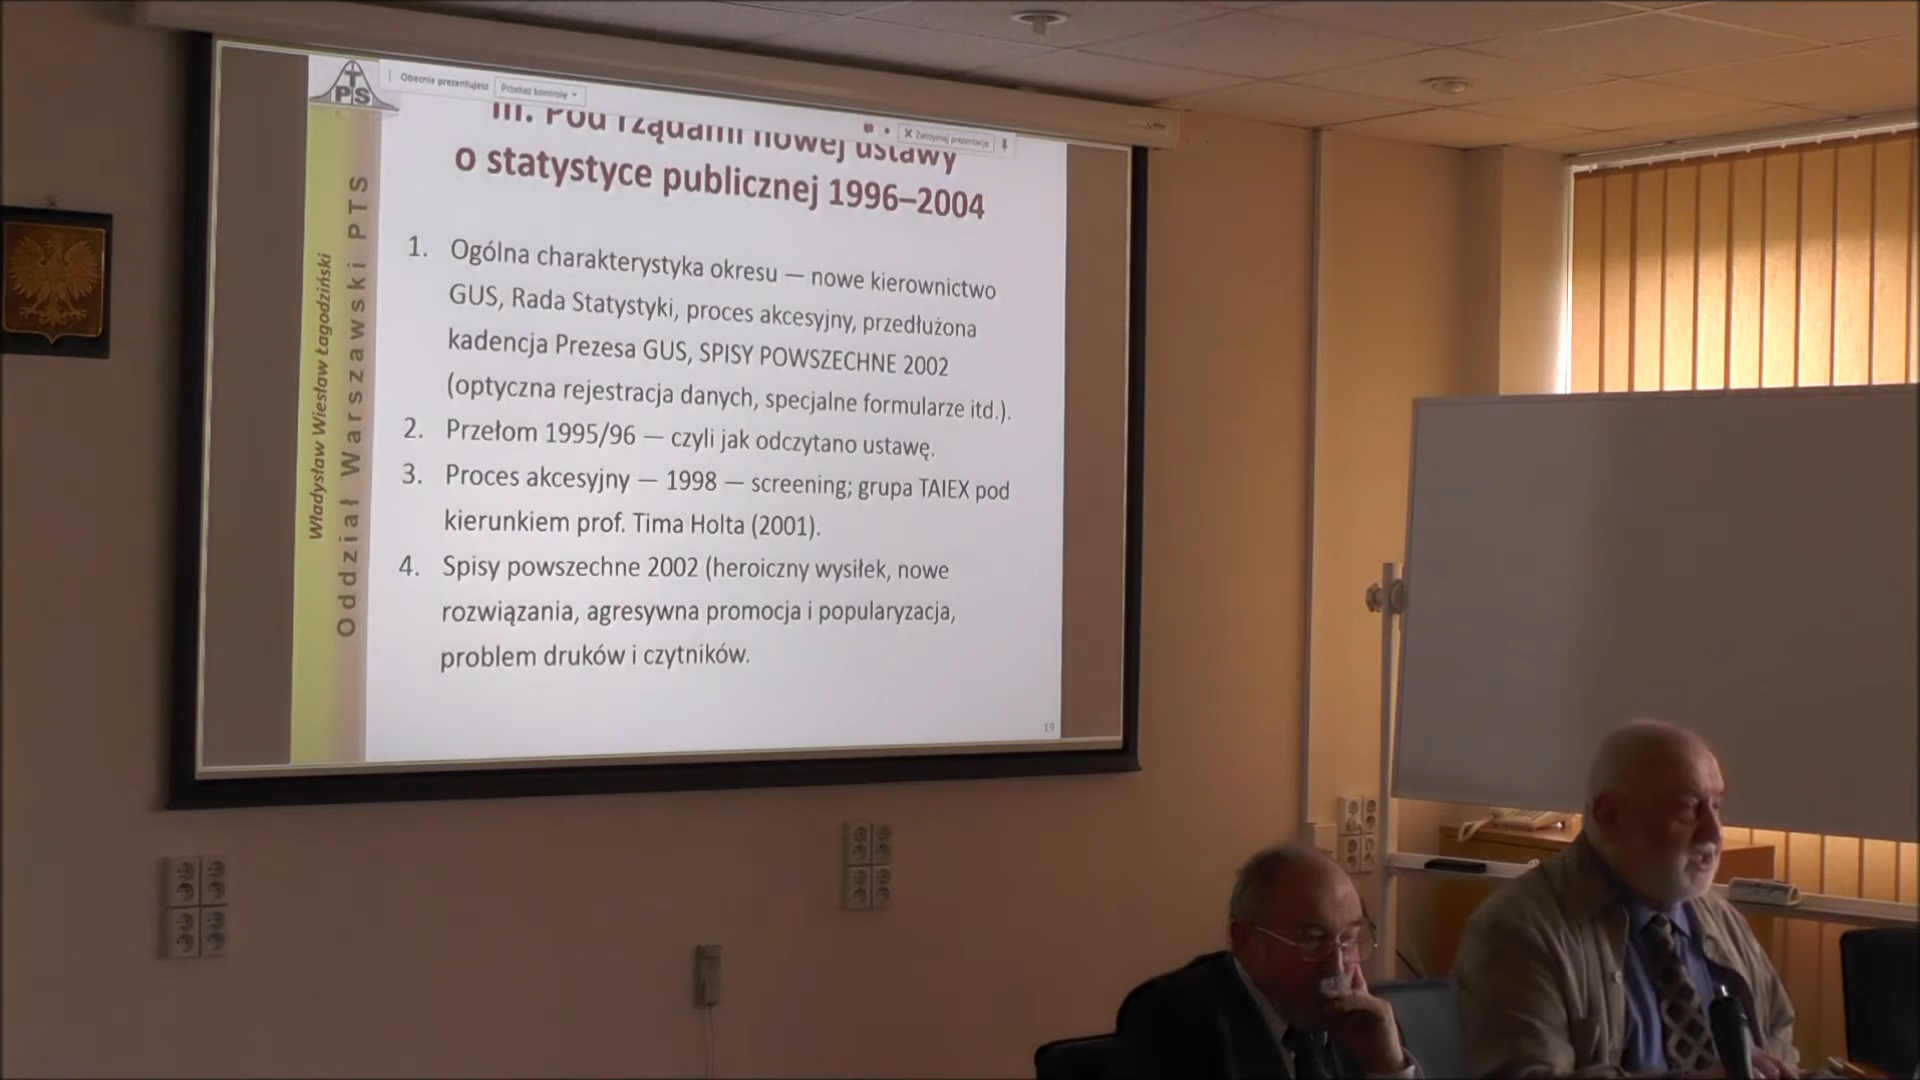 PTS
Obecnie prezentujesz
Przekaż kontrolę
Zatrzymaj prezentację
III. Pod rządami nowej ustawy
o statystyce publicznej 1996–2004
1. Ogólna charakterystyka okresu — nowe kierownictwo
GUS, Rada Statystyki, proces akcesyjny, przedłużona
kadencja Prezesa GUS, SPISY POWSZECHNE 2002
(optyczna rejestracja danych, specjalne formularze itd.).
2. Przełom 1995/96 — czyli jak odczytano ustawę.
3. Proces akcesyjny — 1998 — screening; grupa TAIEX pod
kierunkiem prof. Tima Holta (2001).
4. Spisy powszechne 2002 (heroiczny wysiłek, nowe
rozwiązania, agresywna promocja i popularyzacja,
problem druków i czytników.
19
Władysław Wiesław Łagodziński
Oddział Warszawski PTS